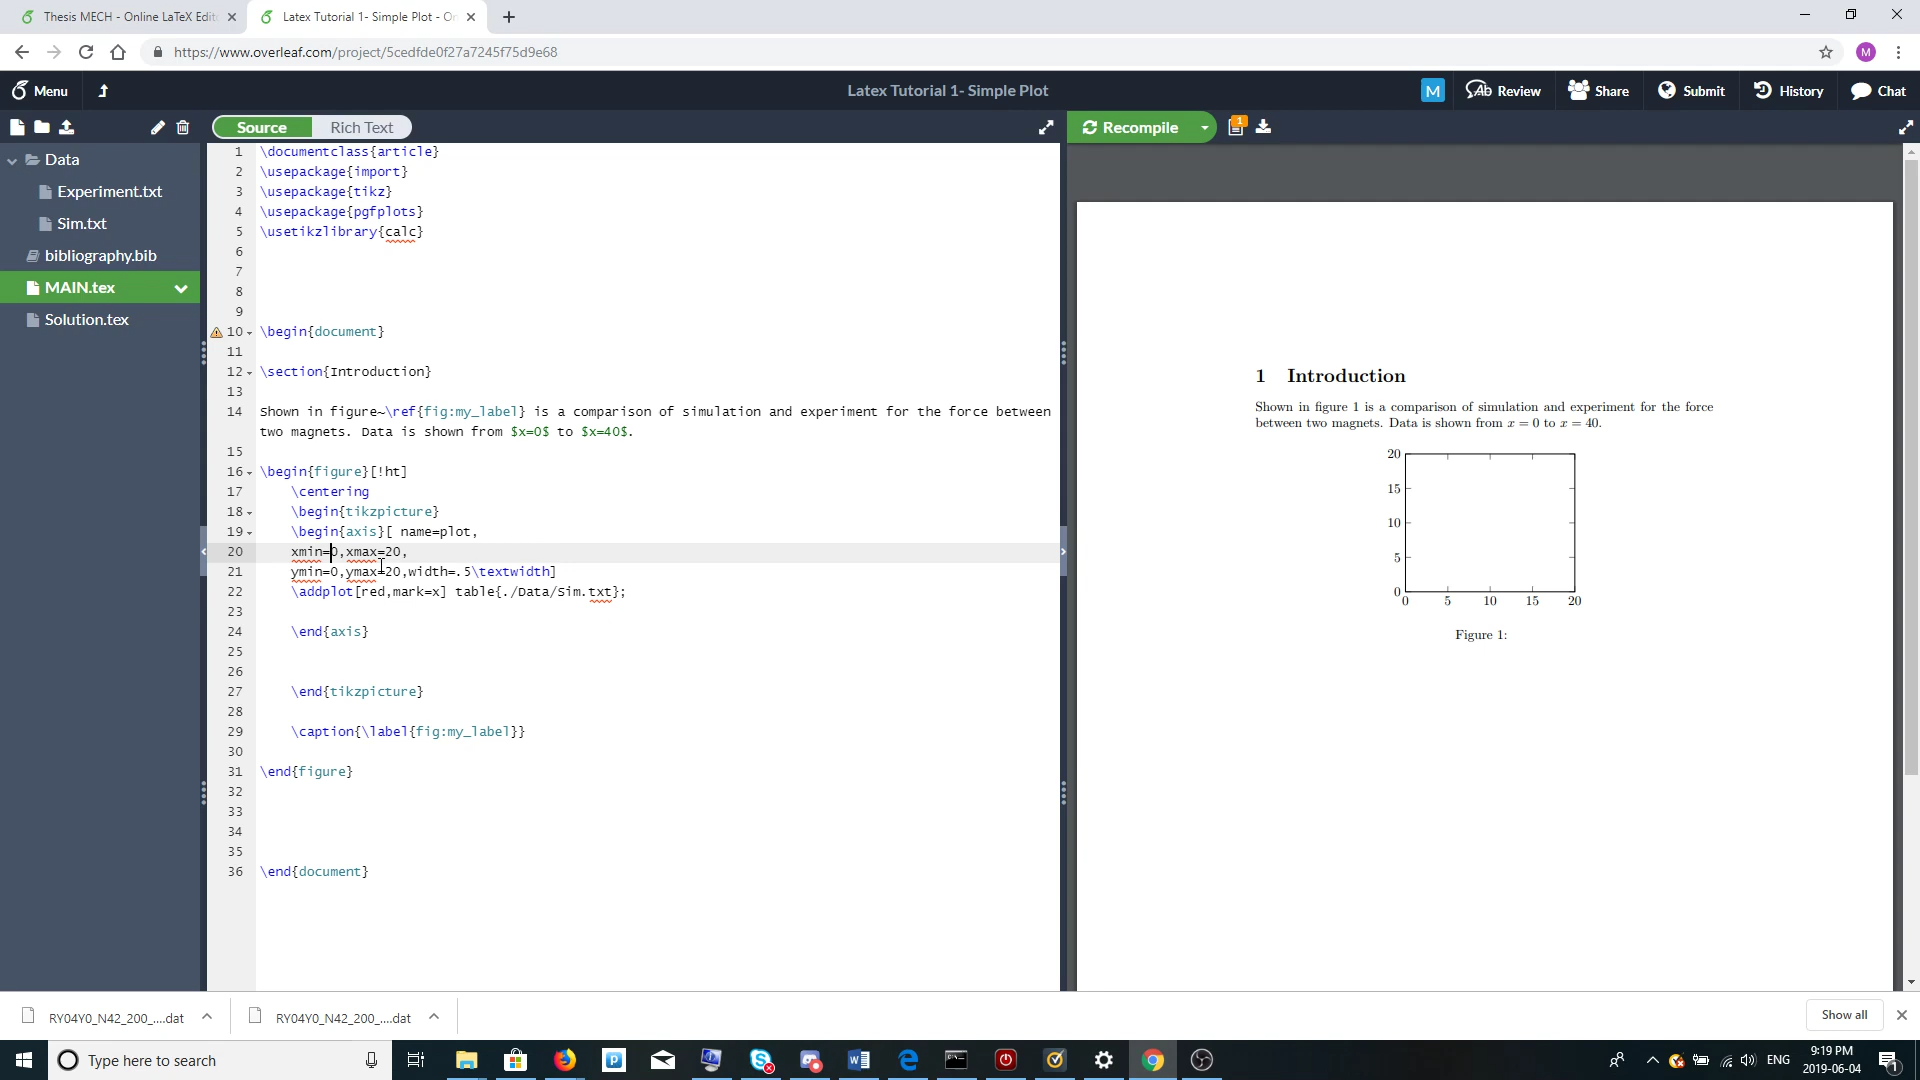 Thesis MECH - Online LaTeX Edit
Latex Tutorial 1- Simple Plot - On
https://www.overleaf.com/project/5cedfde0f27a7245f75d9e68
M
Menu
Latex Tutorial 1- Simple Plot
M
Review
Share
Submit
History
Chat
Source
Rich Text
Recompile
1
Data
Experiment.txt
Sim.txt
bibliography.bib
MAIN.tex
Solution.tex
1 \documentclass{article}
2 \usepackage{import}
3 \usepackage{tikz}
4 \usepackage{pgfplots}
5 \usetikzlibrary{calc}
6
7
8
9
10 \begin{document}
11
12 \section{Introduction}
13
14 Shown in figure~\ref{fig:my_label} is a comparison of simulation and experiment for the force between
two magnets. Data is shown from $x=0$ to $x=40$.
15
16 \begin{figure}[!ht]
17 \centering
18 \begin{tikzpicture}
19 \begin{axis}[ name=plot,
20 xmin=0,xmax=20,
21 ymin=0,ymax=20,width=.5\textwidth]
22 \addplot[red,mark=x] table{./Data/Sim.txt};
23
24 \end{axis}
25
26
27 \end{tikzpicture}
28
29 \caption{\label{fig:my_label}}
30
31 \end{figure}
32
33
34
35
36 \end{document}
1 Introduction
Shown in figure 1 is a comparison of simulation and experiment for the force
between two magnets. Data is shown from x = 0 to x = 40.
20
15
10
5
0
0 5 10 15 20
Figure 1:
RY04Y0_N42_200_....dat
RY04Y0_N42_200_....dat
Show all
Type here to search
ENG
9:19 PM
2019-06-04
1